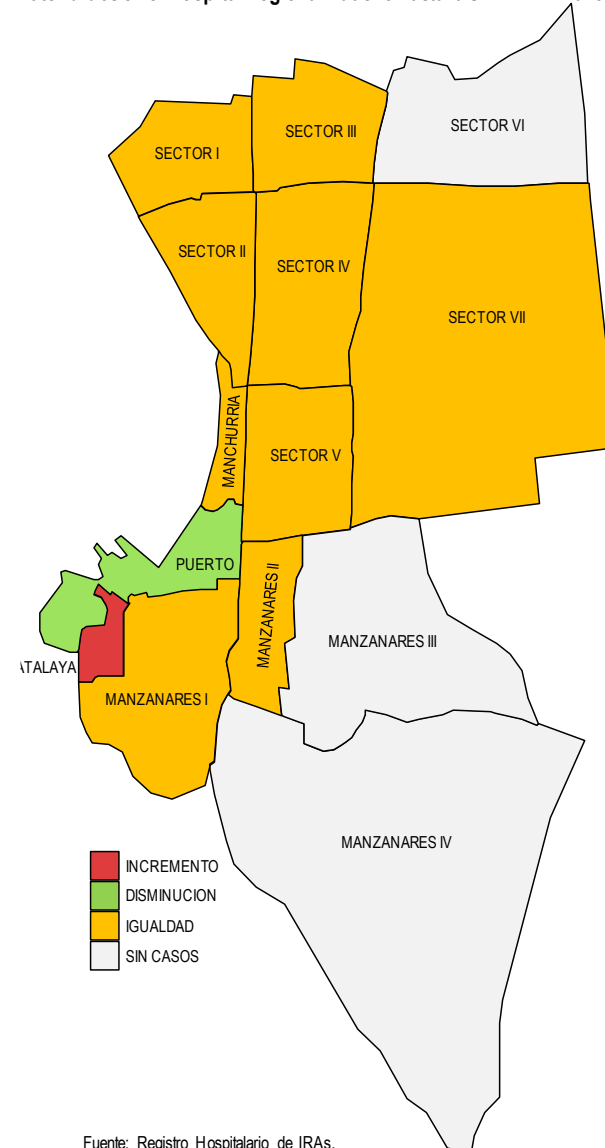 SECTOR VI
SECTOR III
SECTOR I
SECTOR II
SECTOR IV
SECTOR VII
MANCHURRIA
SECTOR V
PUERTO
MANZANARES II
MANZANARES III
ATALAYA
MANZANARES I
MANZANARES IV
INCREMENTO
DISMINUCION
IGUALDAD
SIN CASOS
Fuente: Registro Hospitalario de IRAs.